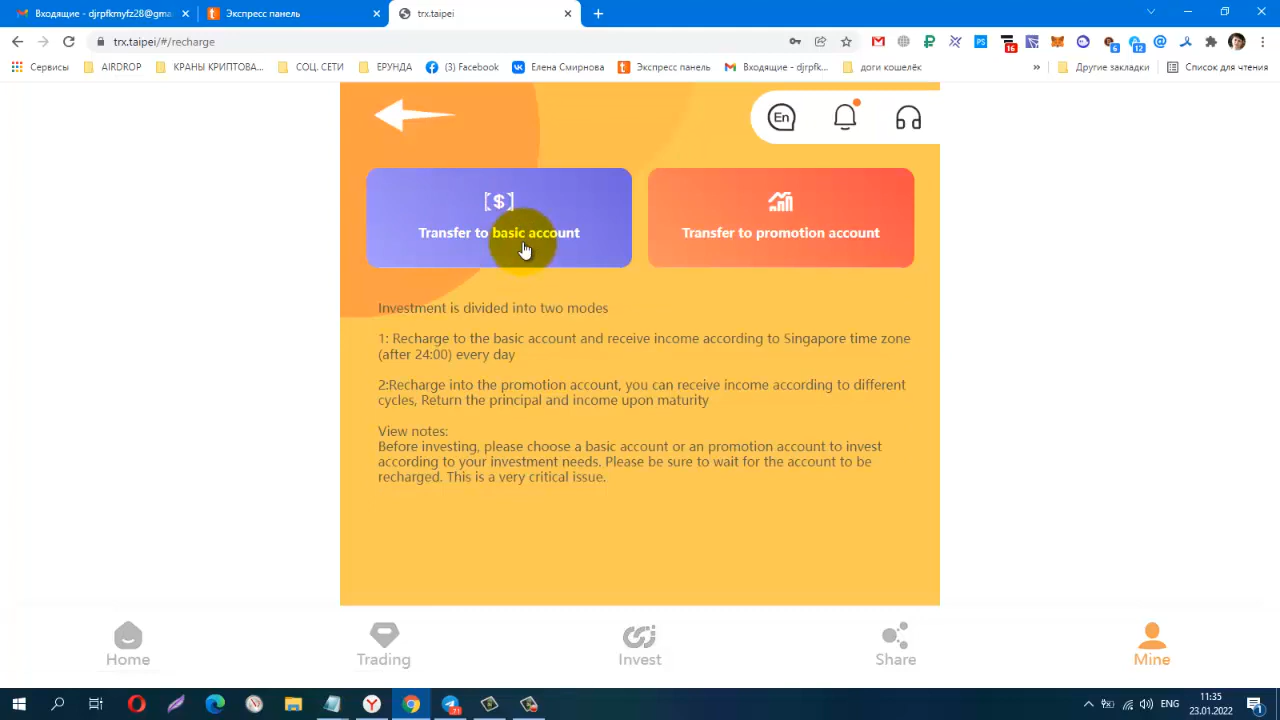 Входящие - djrpfkmyfz28@gma
Экспресс панель
trx.taipei
trx.taipei/#/recharge
16
6
12
Сервисы
AIRDROP
КРАНЫ КРИПТОВА...
СОЦ. СЕТИ
ЕРУНДА
(3) Facebook
Елена Смирнова
Экспресс панель
Входящие - djrpfk...
доги кошелёк
»
Другие закладки
Список для чтения
En
[$]
Transfer to basic account
Transfer to promotion account
Investment is divided into two modes
1: Recharge to the basic account and receive income according to Singapore time zone
(after 24:00) every day
2:Recharge into the promotion account, you can receive income according to different
cycles, Return the principal and income upon maturity
View notes:
Before investing, please choose a basic account or an promotion account to invest
according to your investment needs. Please be sure to wait for the account to be
recharged. This is a very critical issue.
Home
Trading
Invest
Share
Mine
ENG
11:35
23.01.2022